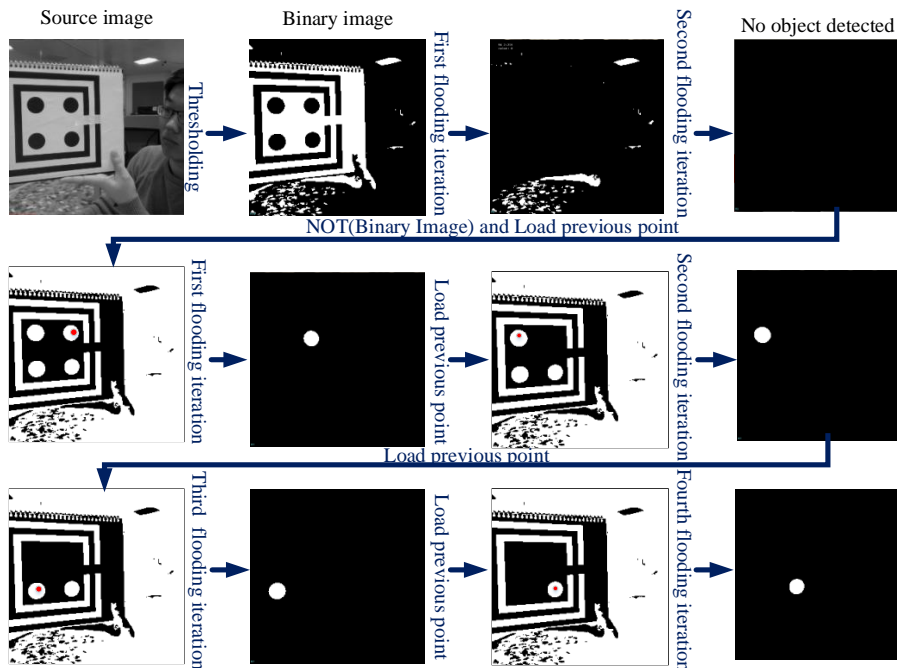 Source image
Binary image
No object detected
Thresholding
First flooding iteration
Second flooding iteration
NOT(Binary Image) and Load previous point
First flooding iteration
Load previous point
Second flooding iteration
Load previous point
Third flooding iteration
Load previous point
Fourth flooding iteration